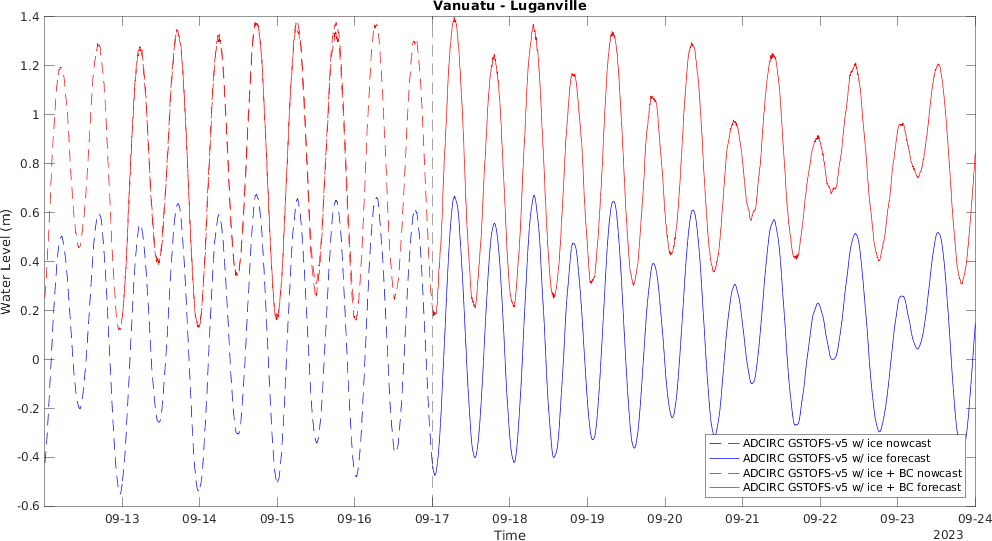 Vanuatu - Luganville
Water Level (m)
1.4
1.2
1
0.8
0.6
0.4
0.2
0
-0.2
-0.4
-0.6
ADCIRC GSTOFS-v5 w/ ice nowcast
ADCIRC GSTOFS-v5 w/ ice forecast
ADCIRC GSTOFS-v5 w/ ice + BC nowcast
ADCIRC GSTOFS-v5 w/ ice + BC forecast
09-13 09-14 09-15 09-16 09-17 09-18 09-19 09-20 09-21 09-22 09-23 09-24
Time
2023